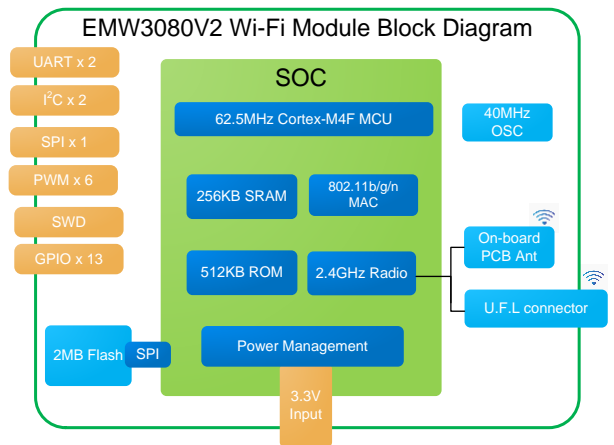 EMW3080V2 Wi-Fi Module Block Diagram
UART x 2
I²C x 2
SPI x 1
PWM x 6
SWD
GPIO x 13
SOC
62.5MHz Cortex-M4F MCU
40MHz
OSC
256KB SRAM
802.11b/g/n
MAC
512KB ROM
2.4GHz Radio
On-board
PCB Ant
U.F.L connector
2MB Flash
SPI
Power Management
3.3V
Input